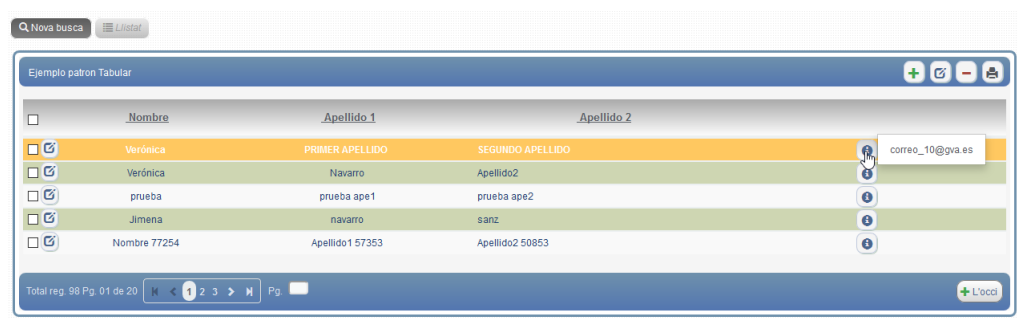 Nova busca Llistat
Ejemplo patron Tabular
Nombre Apellido 1 Apellido 2
Verónica PRIMER APELLIDO SEGUNDO APELLIDO correo_10@gva.es
Verónica Navarro Apellido2
prueba prueba ape1 prueba ape2
Jimena navarro sanz
Nombre 77254 Apellido1 57353 Apellido2 50853
Total reg. 98 Pg. 01 de 20 1 2 3 Pg. L'occi